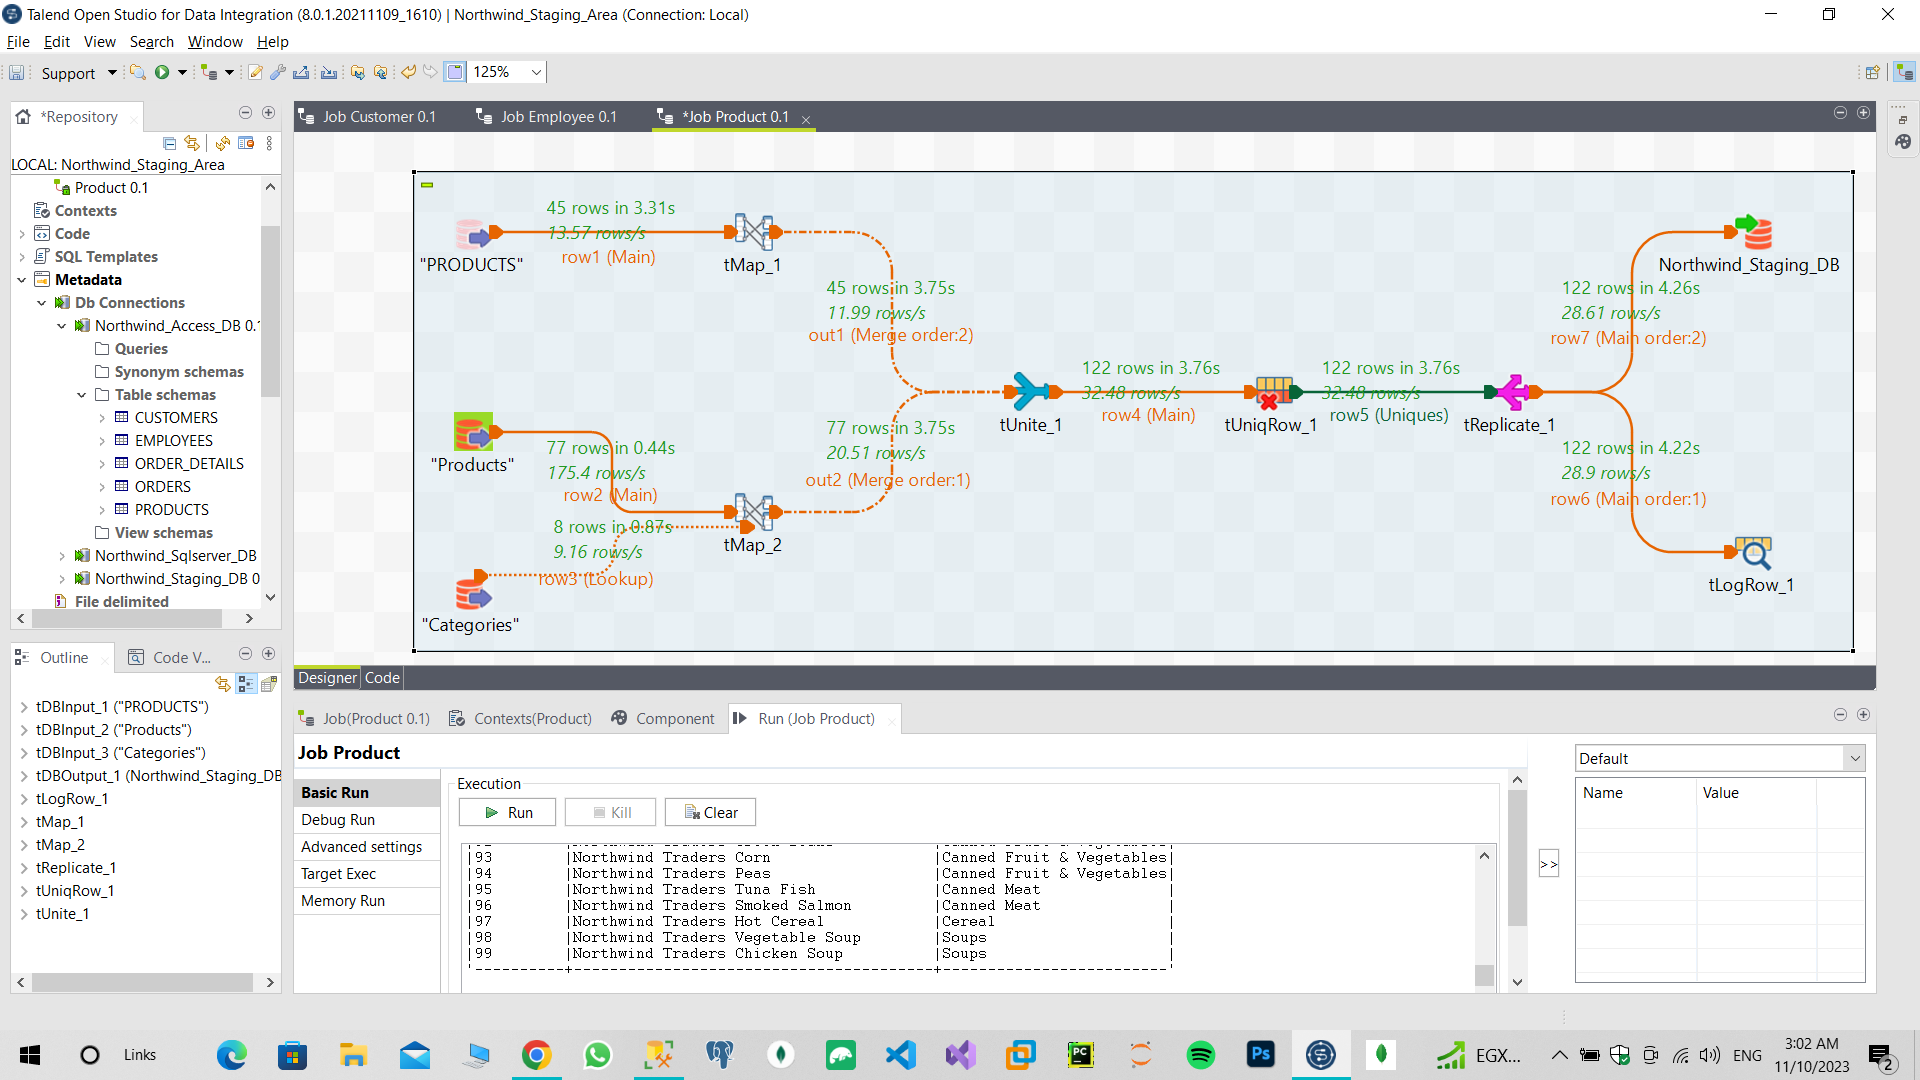 Talend Open Studio for Data Integration (8.0.1.20211109_1610) | Northwind_Staging_Area (Connection: Local)
File Edit View Search Window Help
Support 125%
*Repository
LOCAL: Northwind_Staging_Area
Product 0.1
Contexts
Code
SQL Templates
Metadata
Db Connections
Northwind_Access_DB 0.1
Queries
Synonym schemas
Table schemas
CUSTOMERS
EMPLOYEES
ORDER_DETAILS
ORDERS
PRODUCTS
View schemas
Northwind_Sqlserver_DB
Northwind_Staging_DB 0
File delimited
Job Customer 0.1 Job Employee 0.1 *Job Product 0.1
45 rows in 3.31s
13.57 rows/s
row1 (Main)
"PRODUCTS"
tMap_1
45 rows in 3.75s
11.99 rows/s
out1 (Merge order:2)
"Products"
77 rows in 0.44s
175.4 rows/s
row2 (Main)
8 rows in 0.87s
9.16 rows/s
row3 (Lookup)
"Categories"
tMap_2
77 rows in 3.75s
20.51 rows/s
out2 (Merge order:1)
tUnite_1
122 rows in 3.76s
32.48 rows/s
row4 (Main)
tUniqRow_1
122 rows in 3.76s
32.48 rows/s
row5 (Uniques)
tReplicate_1
Northwind_Staging_DB
122 rows in 4.26s
28.61 rows/s
row7 (Main order:2)
122 rows in 4.22s
28.9 rows/s
row6 (Main order:1)
tLogRow_1
Designer Code
Outline Code V...
tDBInput_1 ("PRODUCTS")
tDBInput_2 ("Products")
tDBInput_3 ("Categories")
tDBOutput_1 (Northwind_Staging_DB
tLogRow_1
tMap_1
tMap_2
tReplicate_1
tUniqRow_1
tUnite_1
Job(Product 0.1) Contexts(Product) Component Run (Job Product)
Job Product
Basic Run
Debug Run
Advanced settings
Target Exec
Memory Run
Execution
Run Kill Clear
|93 |Northwind Traders Corn |Canned Fruit & Vegetables|
|94 |Northwind Traders Peas |Canned Fruit & Vegetables|
|95 |Northwind Traders Tuna Fish |Canned Meat |
|96 |Northwind Traders Smoked Salmon |Canned Meat |
|97 |Northwind Traders Hot Cereal |Cereal |
|98 |Northwind Traders Vegetable Soup |Soups |
|99 |Northwind Traders Chicken Soup |Soups |
>>
Default
Name Value
Links
PC
Ps
EGX...
ENG
3:02 AM
11/10/2023
2